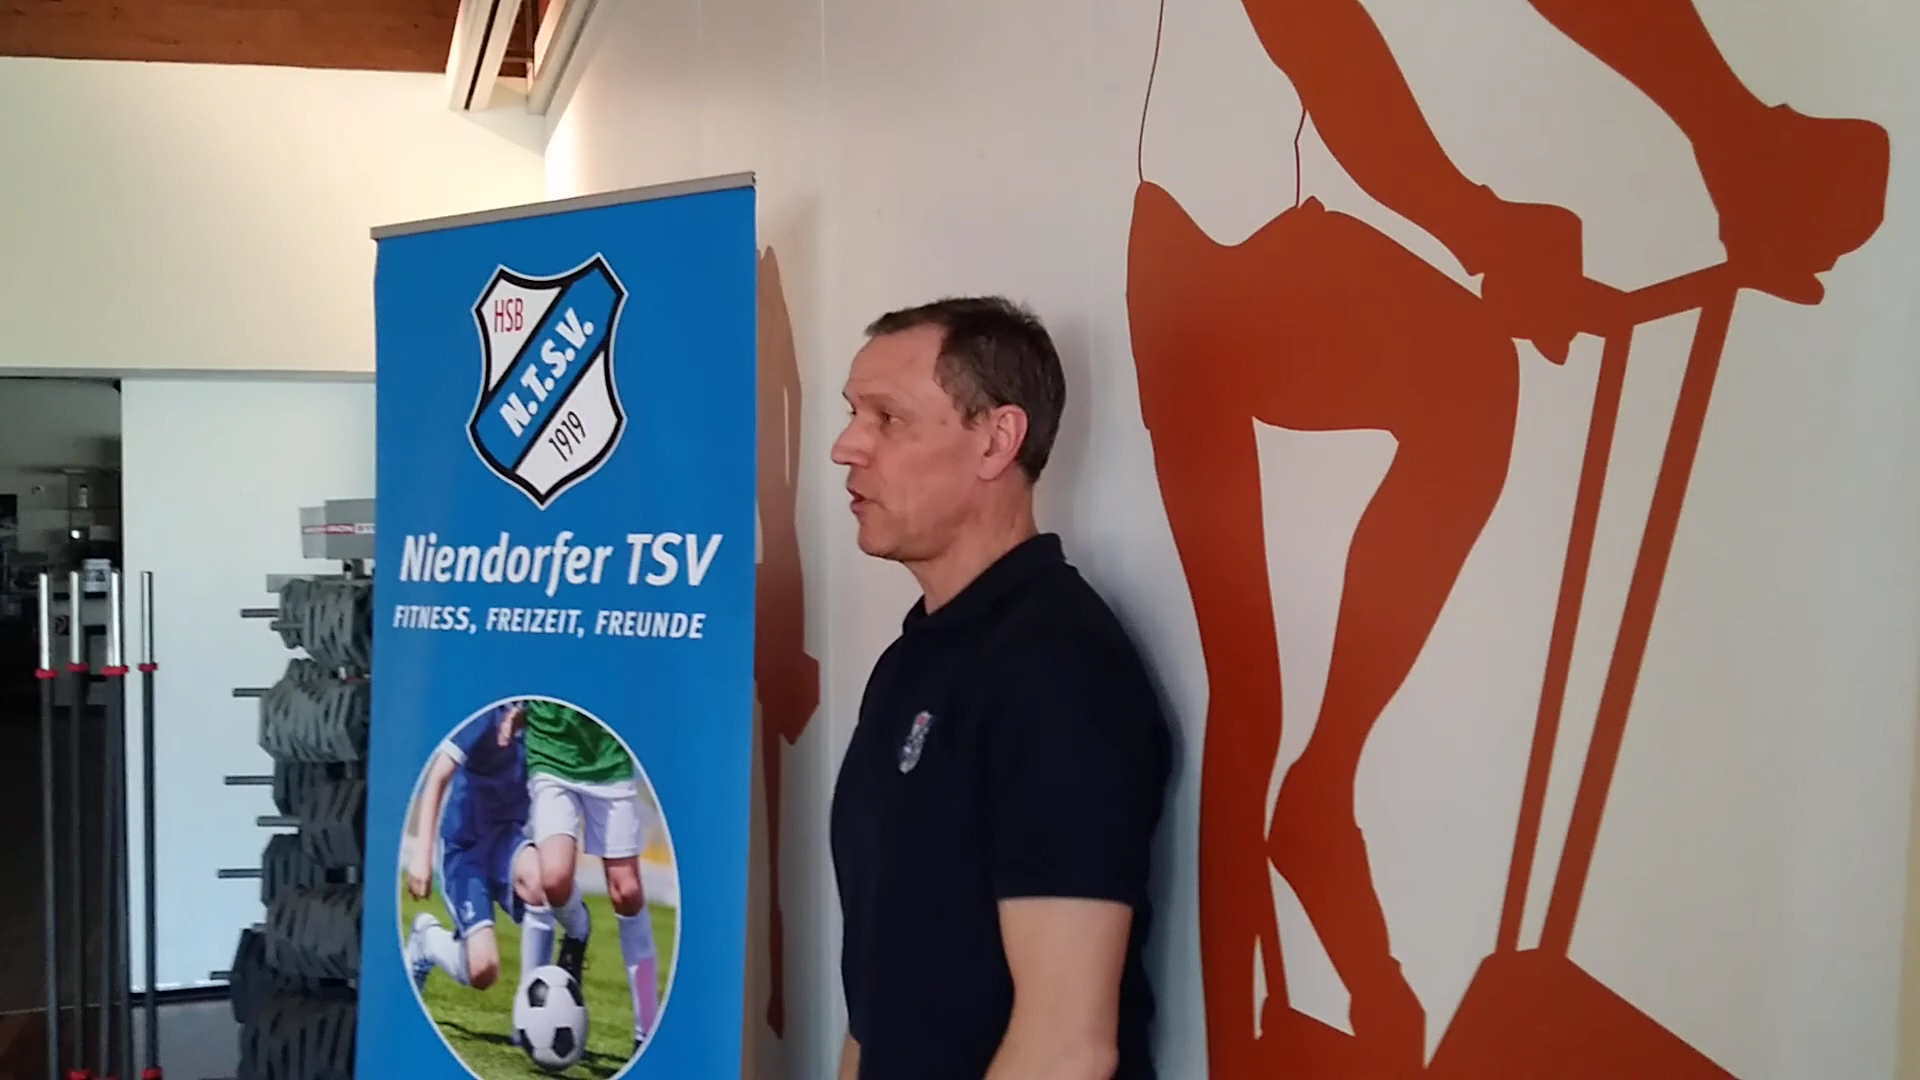 HSB
N.T.S.V.
1919
Niendorfer TSV
FITNESS, FREIZEIT, FREUNDE